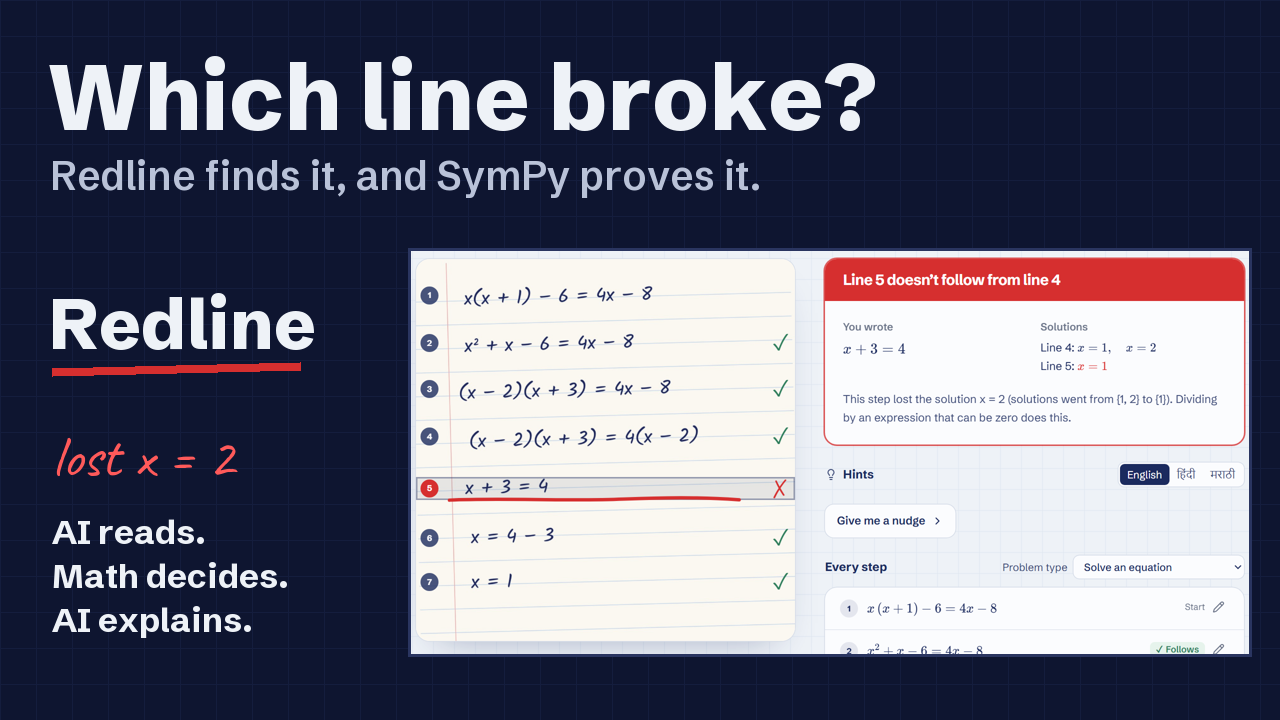 Which line broke?
Redline finds it, and SymPy proves it.
Redline
lost x = 2
AI reads.
Math decides.
AI explains.
1 x(x + 1) − 6 = 4x − 8
2 x² + x − 6 = 4x − 8 ✓
3 (x − 2)(x + 3) = 4x − 8 ✓
4 (x − 2)(x + 3) = 4(x − 2) ✓
5 x + 3 = 4 ✗
6 x = 4 − 3 ✓
7 x = 1 ✓
Line 5 doesn’t follow from line 4
You wrote
x + 3 = 4
Solutions
Line 4: x = 1, x = 2
Line 5: x = 1
This step lost the solution x = 2 (solutions went from {1, 2} to {1}). Dividing
by an expression that can be zero does this.
Hints
English हिंदी मराठी
Give me a nudge
Every step
Problem type Solve an equation
1 x (x + 1) − 6 = 4x − 8 Start
2 x² + x − 6 = 4x − 8 ✓ Follows